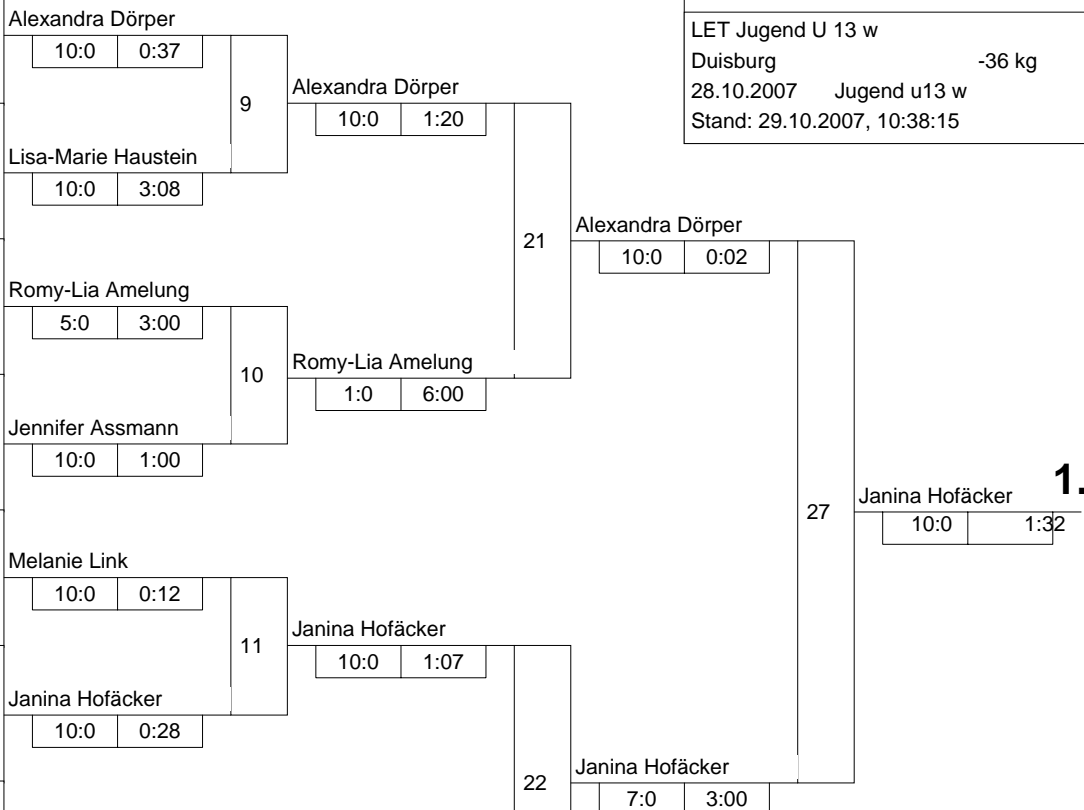 Alexandra Dörper
10:0 0:37
LET Jugend U 13 w
Duisburg -36 kg
28.10.2007 Jugend u13 w
Stand: 29.10.2007, 10:38:15
9
Alexandra Dörper
10:0 1:20
Lisa-Marie Haustein
10:0 3:08
21
Alexandra Dörper
10:0 0:02
Romy-Lia Amelung
5:0 3:00
10
Romy-Lia Amelung
1:0 6:00
Jennifer Assmann
10:0 1:00
27
Janina Hofäcker 1.
10:0 1:32
Melanie Link
10:0 0:12
11
Janina Hofäcker
10:0 1:07
Janina Hofäcker
10:0 0:28
22
Janina Hofäcker
7:0 3:00